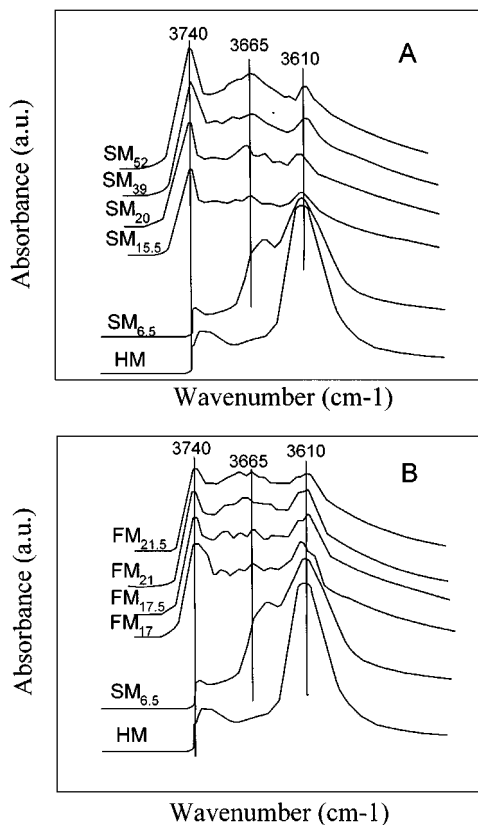 A
3740
3665
3610
Absorbance (a.u.)
SM52
SM39
SM20
SM15.5
SM6.5
HM
Wavenumber (cm-1)
B
3740
3665
3610
Absorbance (a.u.)
FM21.5
FM21
FM17.5
FM17
SM6.5
HM
Wavenumber (cm-1)